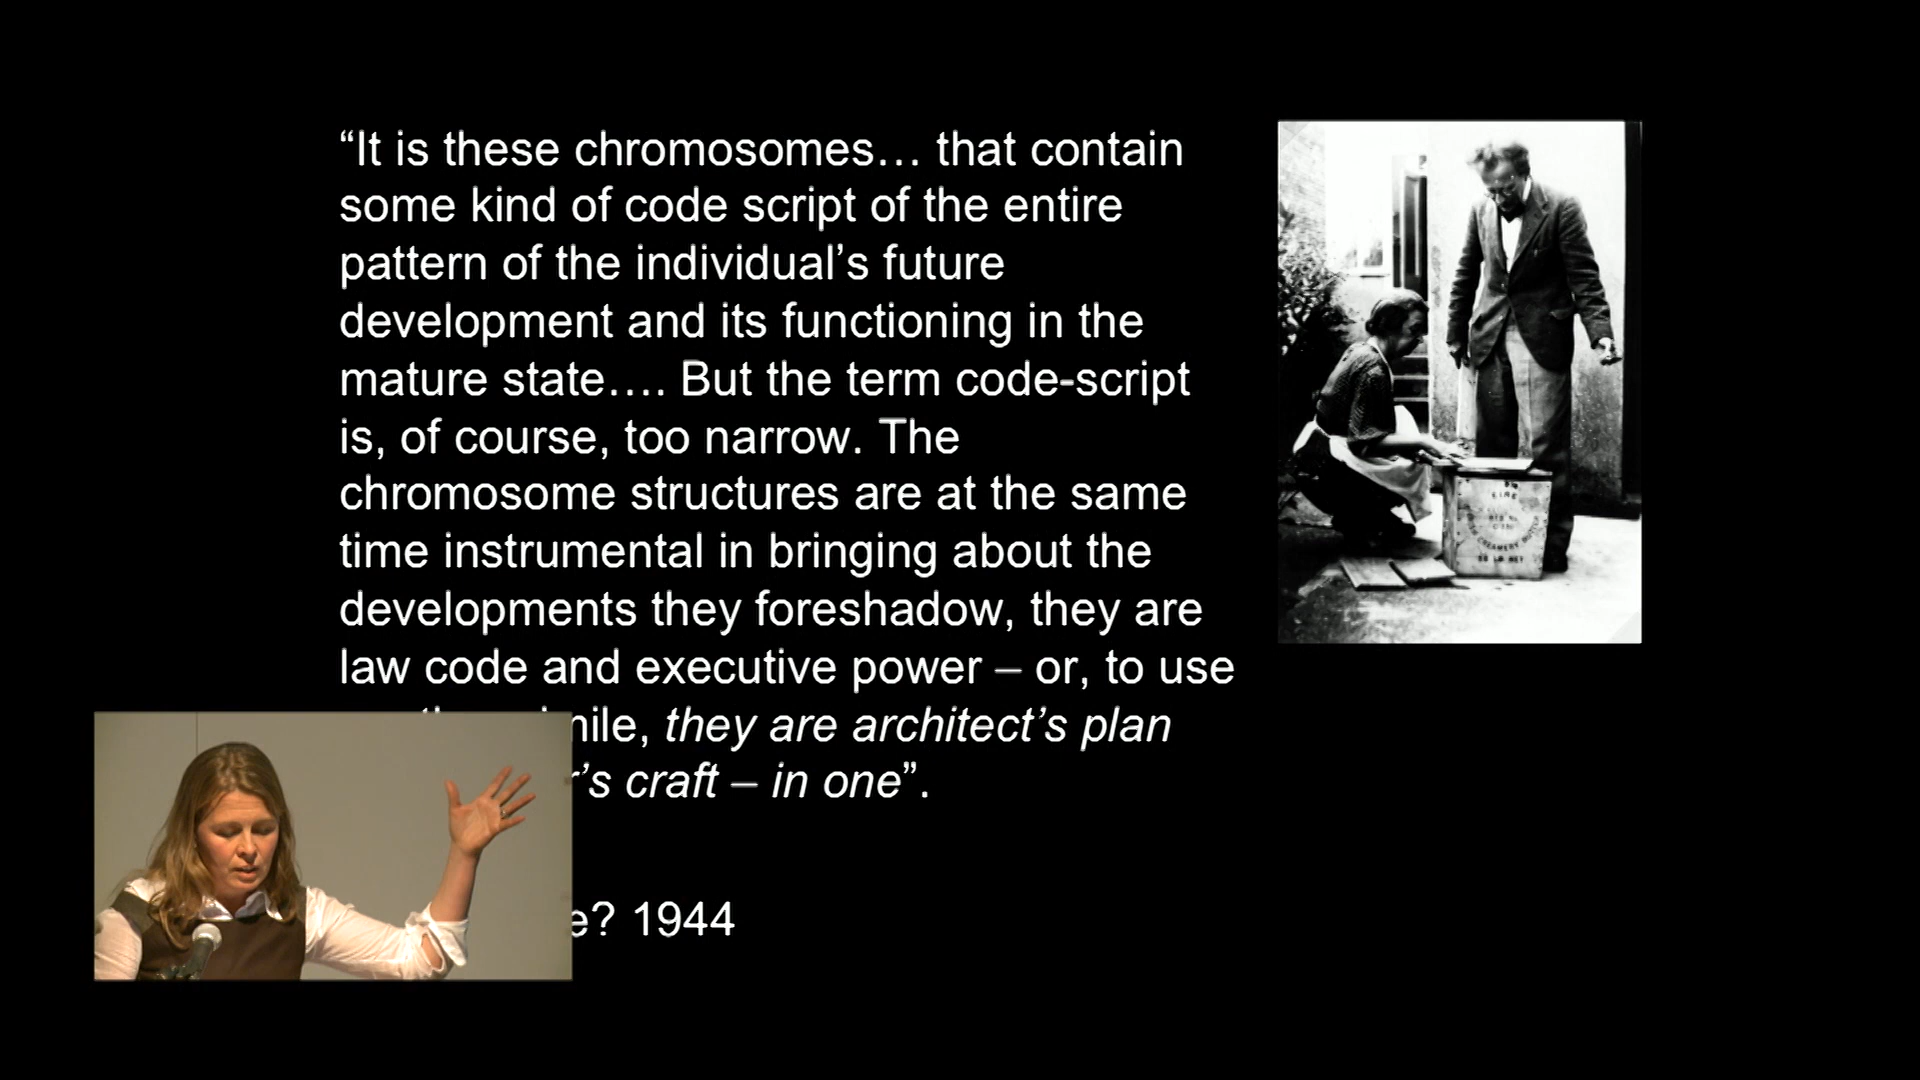 “It is these chromosomes… that contain
some kind of code script of the entire
pattern of the individual’s future
development and its functioning in the
mature state…. But the term code-script
is, of course, too narrow. The
chromosome structures are at the same
time instrumental in bringing about the
developments they foreshadow, they are
law code and executive power – or, to use
they are architect’s plan
craft – in one”.
1944
EIRE
CREAMERY